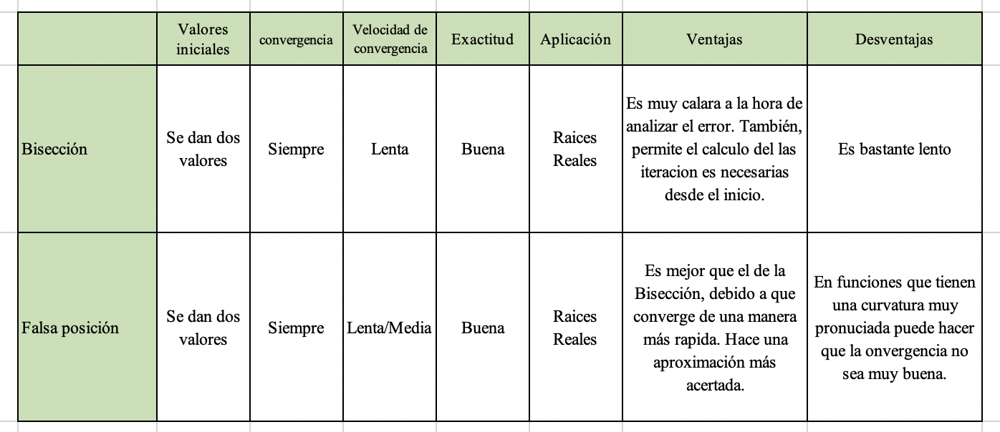 Valores
iniciales
convergencia
Velocidad de
convergencia
Exactitud
Aplicación
Ventajas
Desventajas
Bisección
Se dan dos
valores
Siempre
Lenta
Buena
Raices
Reales
Es muy calara a la hora de
analizar el error. También,
permite el calculo del las
iteracion es necesarias
desde el inicio.
Es bastante lento
Falsa posición
Se dan dos
valores
Siempre
Lenta/Media
Buena
Raices
Reales
Es mejor que el de la
Bisección, debido a que
converge de una manera
más rapida. Hace una
aproximación más
acertada.
En funciones que tienen
una curvatura muy
pronuciada puede hacer
que la onvergencia no
sea muy buena.